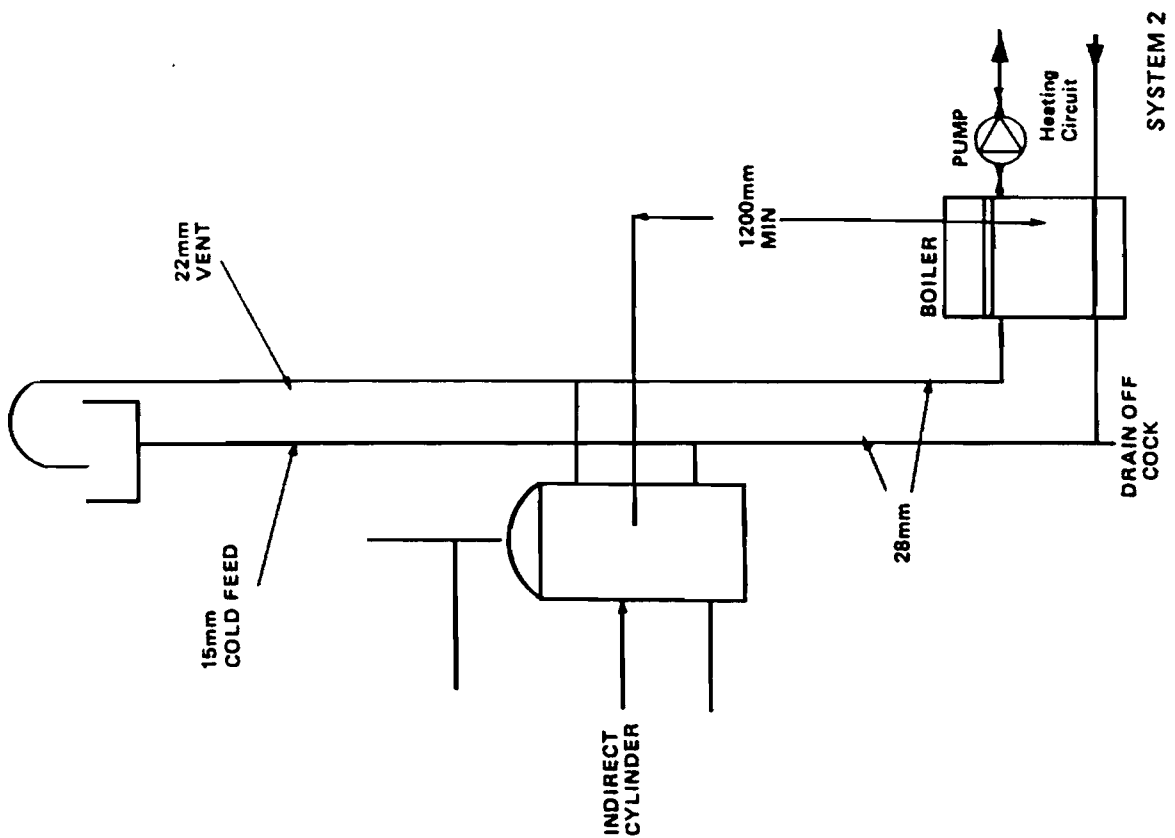 22mm
VENT
15mm
COLD FEED
1200mm
MIN
PUMP
Heating
Circuit
BOILER
INDIRECT
CYLINDER
28mm
DRAIN OFF
COCK
SYSTEM 2